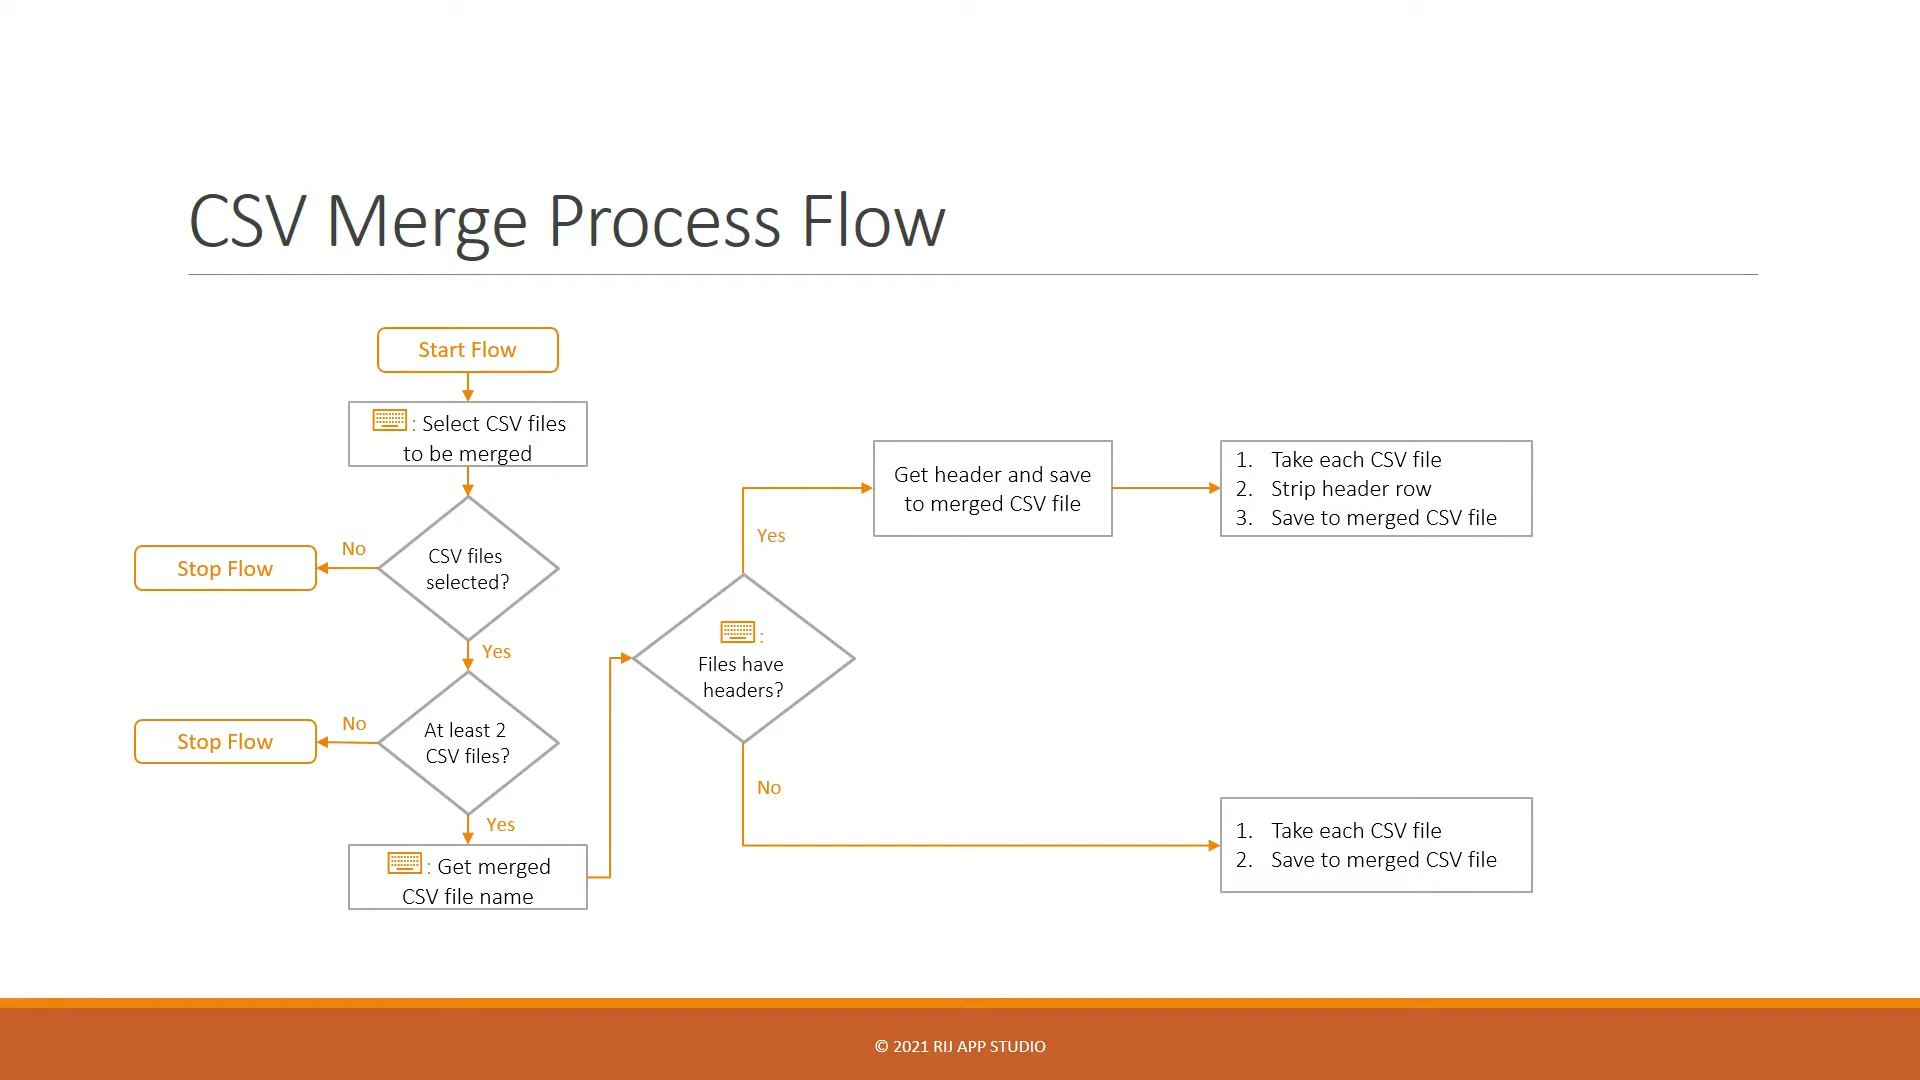 CSV Merge Process Flow
Start Flow
: Select CSV files
to be merged
CSV files
selected?
No
Stop Flow
Yes
At least 2
CSV files?
No
Stop Flow
Yes
: Get merged
CSV file name
:
Files have
headers?
Yes
Get header and save
to merged CSV file
1. Take each CSV file
2. Strip header row
3. Save to merged CSV file
No
1. Take each CSV file
2. Save to merged CSV file
© 2021 RIJ APP STUDIO